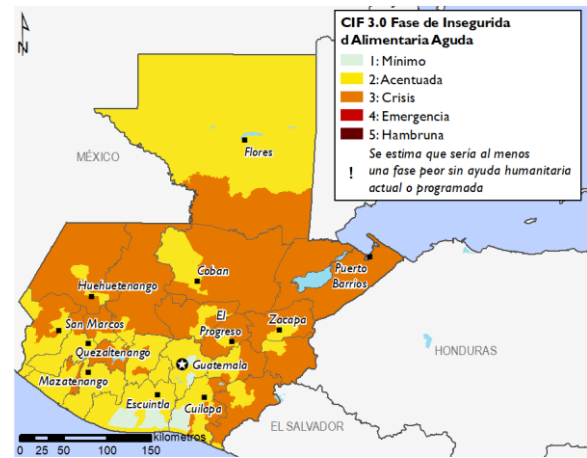 N
CIF 3.0 Fase de Insegurida
d Alimentaria Aguda
1: Mínimo
2: Acentuada
3: Crisis
4: Emergencia
5: Hambruna
! Se estima que sería al menos
una fase peor sin ayuda humanitaria
actual o programada
MÉXICO
Flores
Coban
Puerto
Barrios
Huehuetenango
San Marcos
El
Progreso
Zacapa
Quezaltenango
Guatemala
HONDURAS
Mazatenango
Escuintla
Cuilapa
EL SALVADOR
kilómetros
0 25 50 100 150